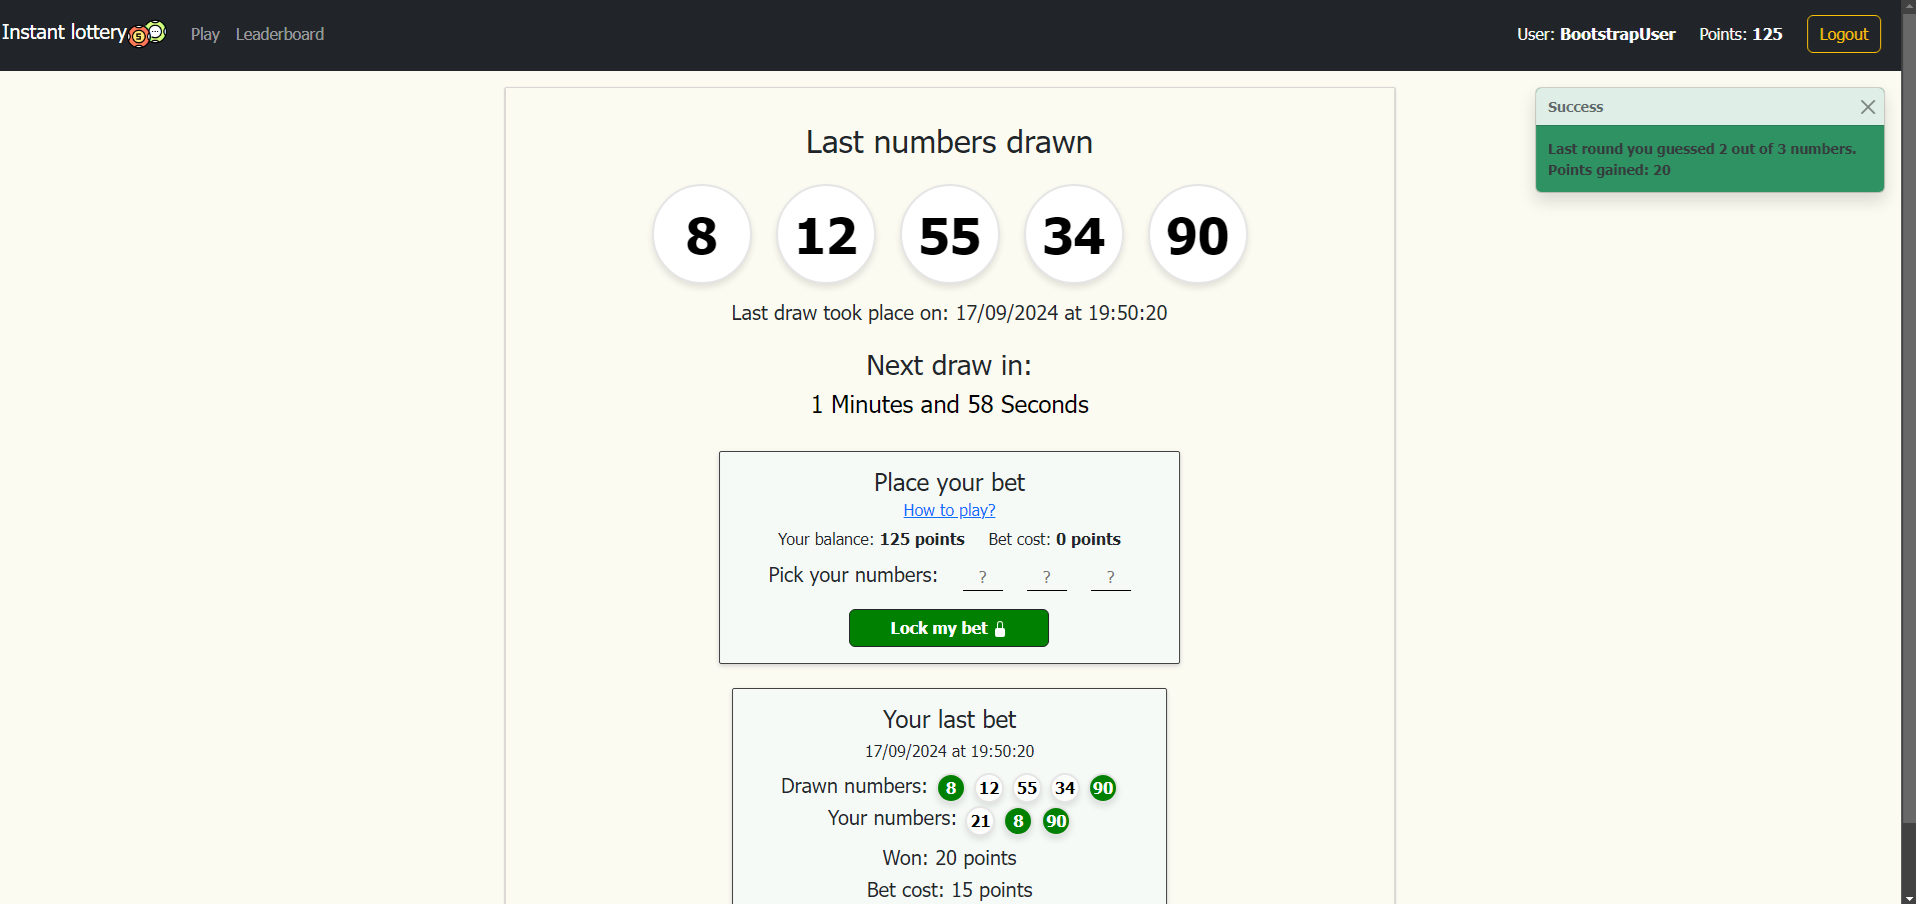 Instant lottery Play Leaderboard User: BootstrapUser Points: 125 Logout
Success
Last round you guessed 2 out of 3 numbers.
Points gained: 20
Last numbers drawn
8 12 55 34 90
Last draw took place on: 17/09/2024 at 19:50:20
Next draw in:
1 Minutes and 58 Seconds
Place your bet
How to play?
Your balance: 125 points Bet cost: 0 points
Pick your numbers: ? ? ?
Lock my bet
Your last bet
17/09/2024 at 19:50:20
Drawn numbers: 8 12 55 34 90
Your numbers: 21 8 90
Won: 20 points
Bet cost: 15 points